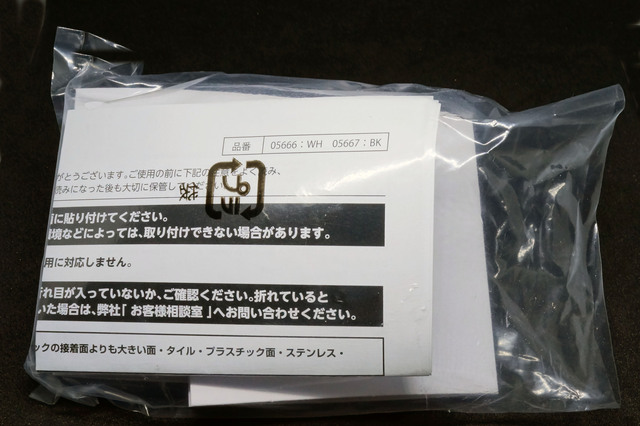 品番 05666：WH 05667：BK
がとうございます。ご使用の前に下記の
読みになった後も大切に保管して
に貼り付けてください。
境などによっては、取り付けできない場合があります。
用に対応しません。
れ目が入っていないか、ご確認ください。折れていると
いた場合は、弊社「お客様相談室」へお問い合わせください。
ックの接着面よりも大きい面・タイル・プラスチック面・ステンレス・